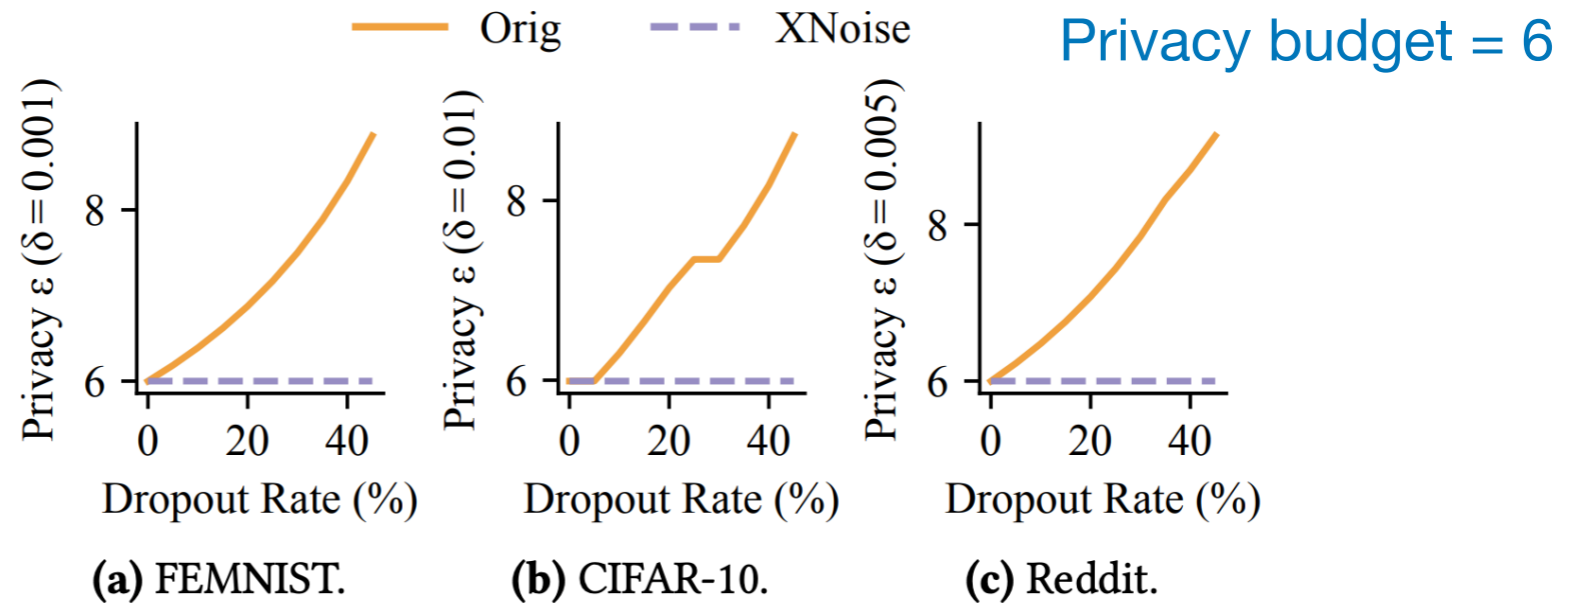 Orig XNoise
Privacy budget = 6
Privacy ε (δ=0.001)
8
6
0 20 40
Dropout Rate (%)
(a) FEMNIST.
Privacy ε (δ=0.01)
8
6
0 20 40
Dropout Rate (%)
(b) CIFAR-10.
Privacy ε (δ=0.005)
8
6
0 20 40
Dropout Rate (%)
(c) Reddit.